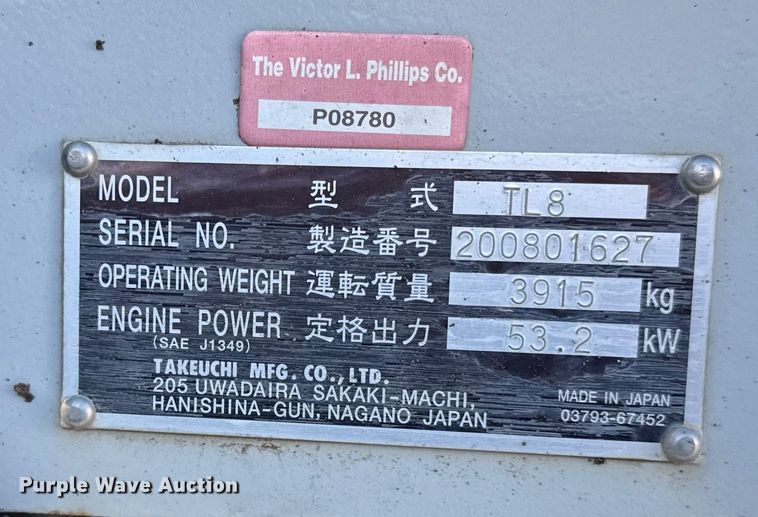 The Victor L. Phillips Co.
P08780
MODEL 型 式 TL8
SERIAL NO. 製造番号 200801627
OPERATING WEIGHT 運転質量 3915 kg
ENGINE POWER 定格出力 53.2 kW
(SAE J1349)
TAKEUCHI MFG. CO., LTD.
205 UWADAIRA SAKAKI-MACHI,
HANISHINA-GUN, NAGANO JAPAN
MADE IN JAPAN
03793-67452
Purple Wave Auction